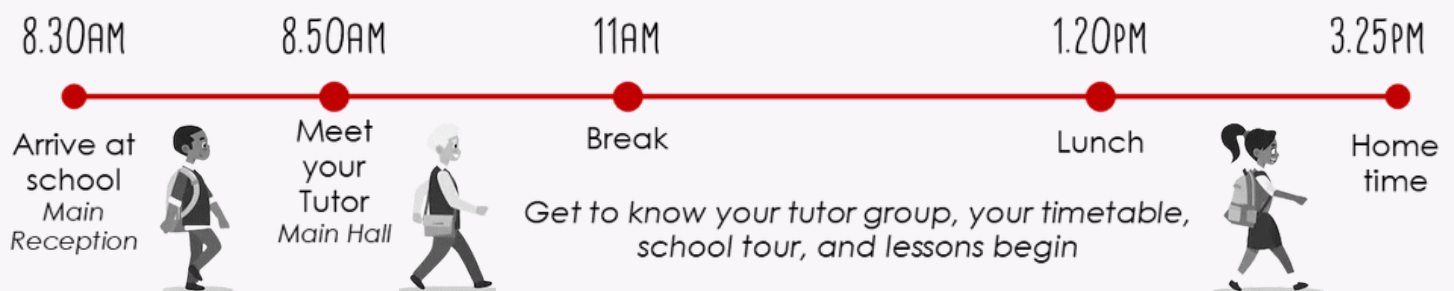 8.30AM
8.50AM
11AM
1.20PM
3.25PM
Arrive at
school
Main
Reception
Meet
your
Tutor
Main Hall
Break
Get to know your tutor group, your timetable,
school tour, and lessons begin
Lunch
Home
time